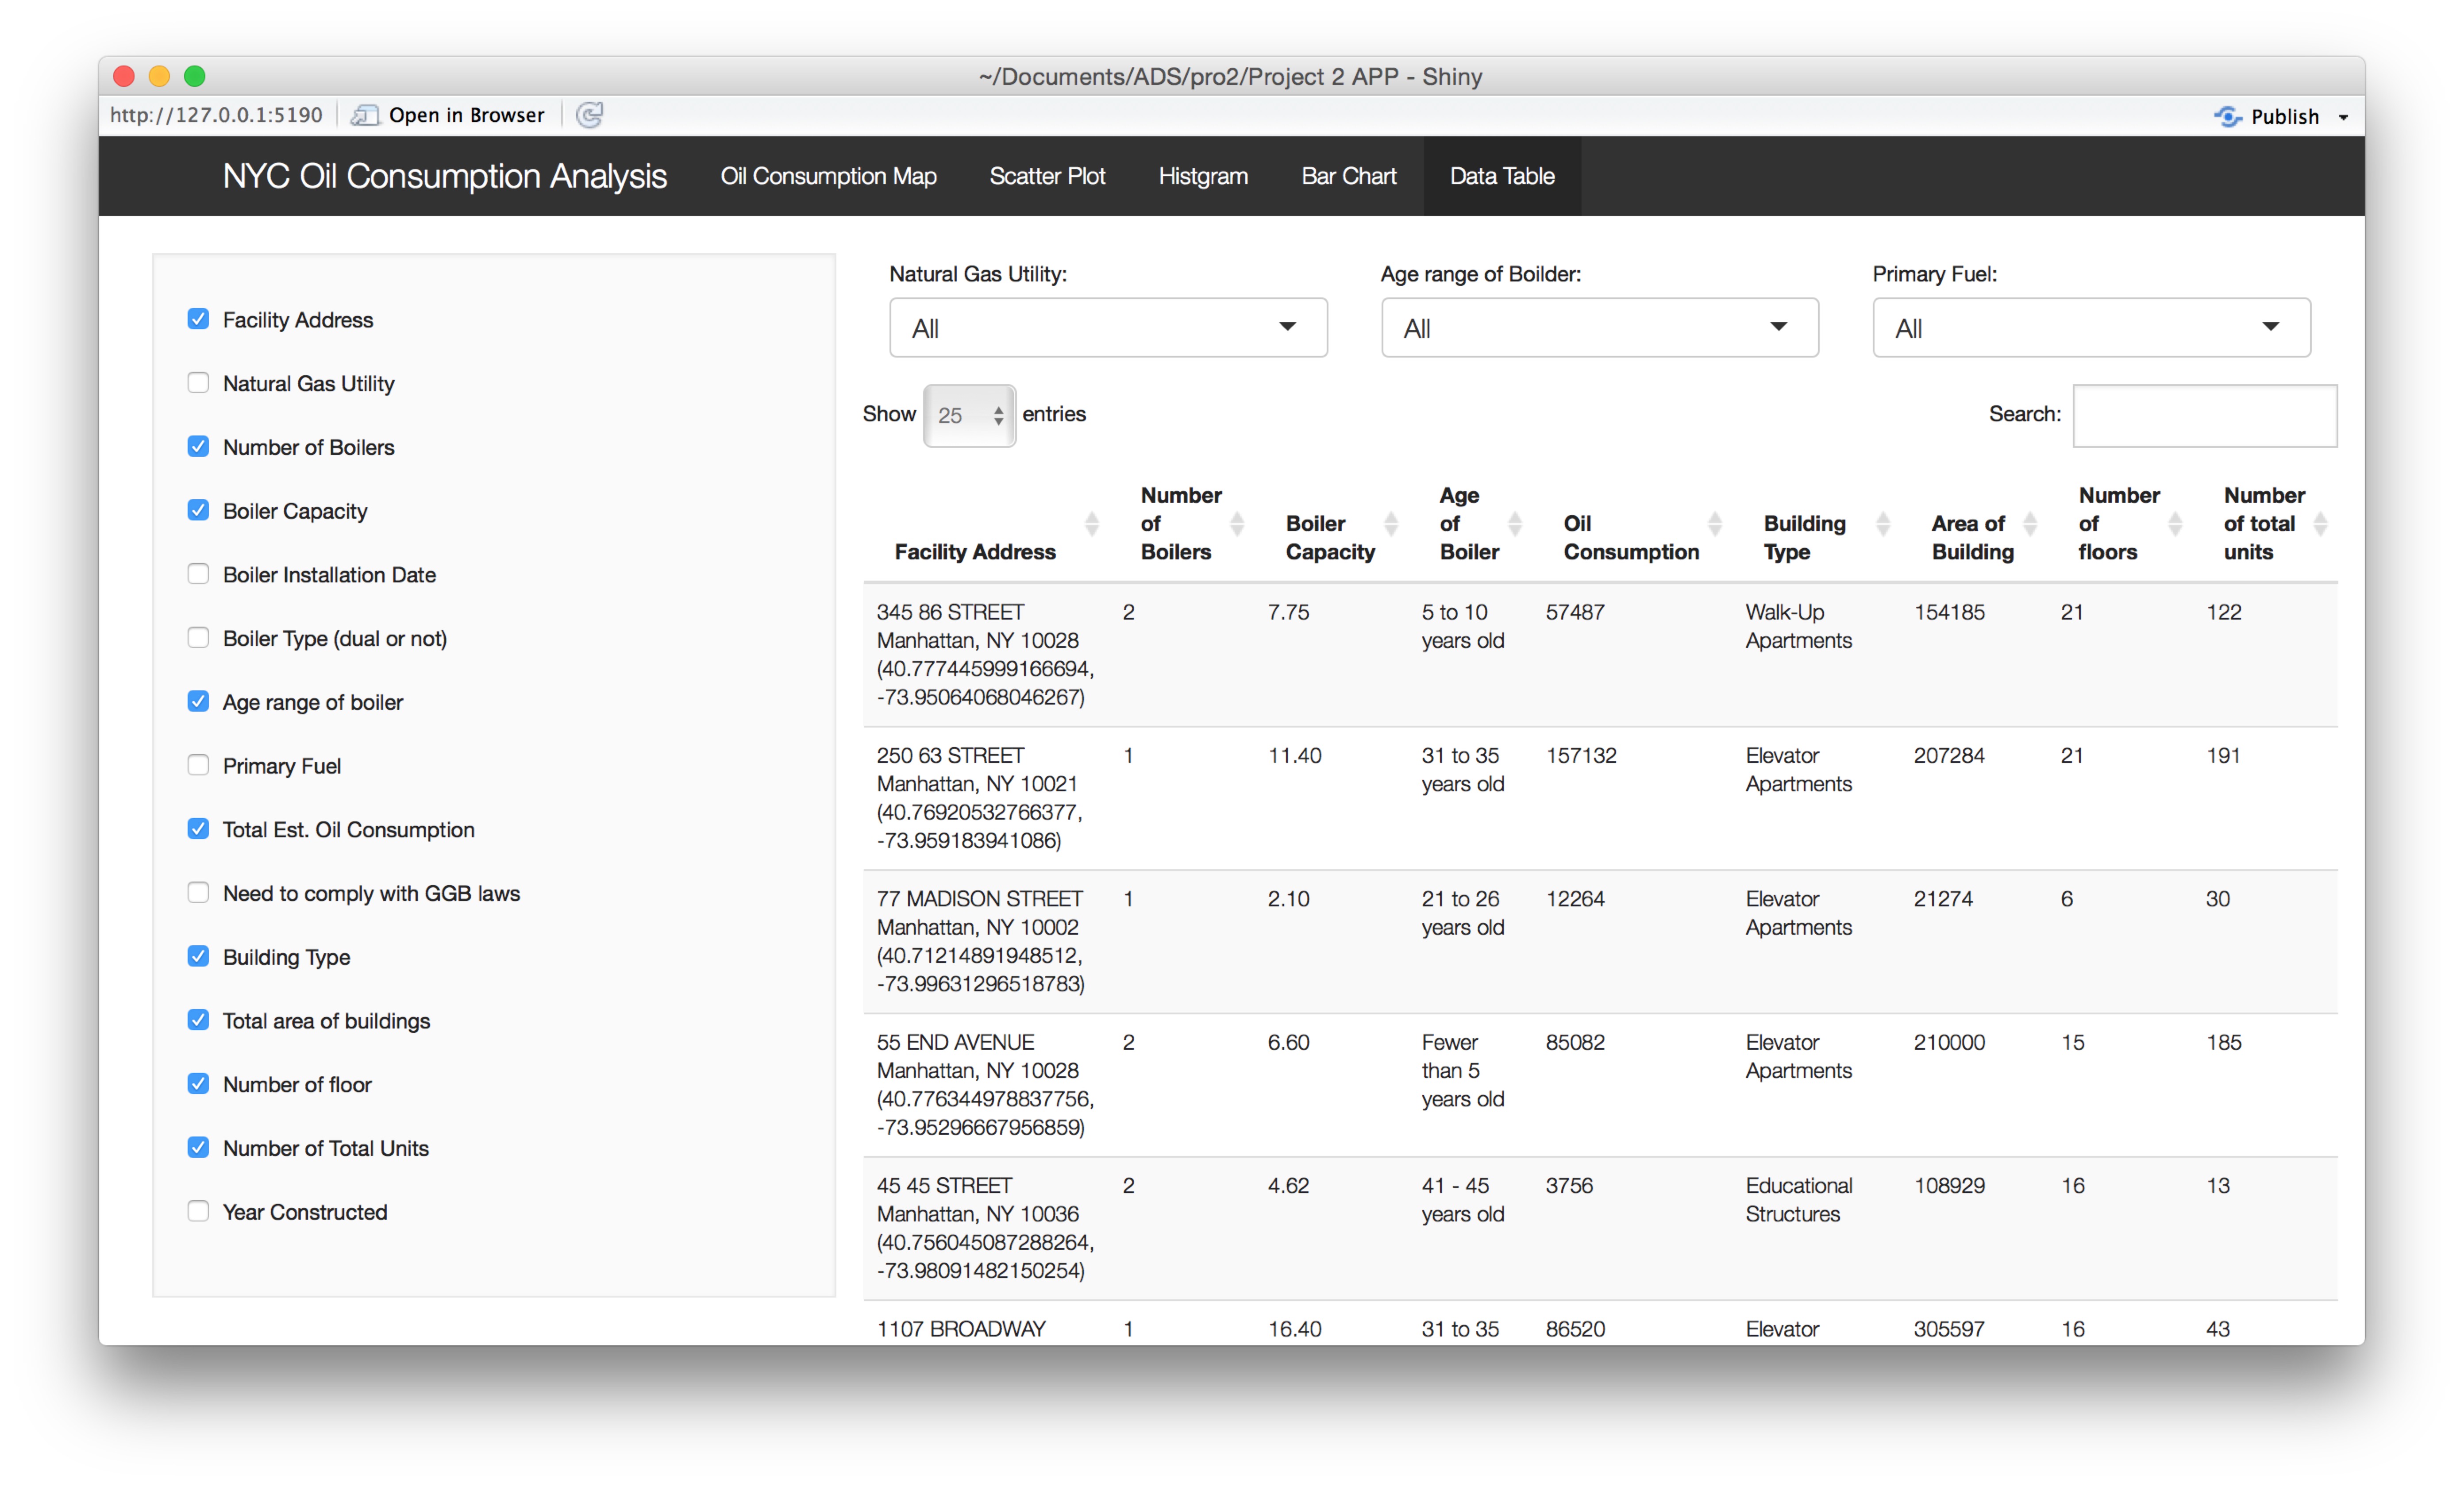 ~/Documents/ADS/pro2/Project 2 APP - Shiny
http://127.0.0.1:5190 Open in Browser Publish
NYC Oil Consumption Analysis Oil Consumption Map Scatter Plot Histgram Bar Chart Data Table
Facility Address
Natural Gas Utility
Number of Boilers
Boiler Capacity
Boiler Installation Date
Boiler Type (dual or not)
Age range of boiler
Primary Fuel
Total Est. Oil Consumption
Need to comply with GGB laws
Building Type
Total area of buildings
Number of floor
Number of Total Units
Year Constructed
Natural Gas Utility: Age range of Boilder: Primary Fuel:
All All All
Show 25 entries Search:
Number Age Number Number
of Boiler of Oil Building Area of of of total
Facility Address Boilers Capacity Boiler Consumption Type Building floors units
345 86 STREET 2 7.75 5 to 10 57487 Walk-Up 154185 21 122
Manhattan, NY 10028 years old Apartments
(40.777445999166694,
-73.95064068046267)
250 63 STREET 1 11.40 31 to 35 157132 Elevator 207284 21 191
Manhattan, NY 10021 years old Apartments
(40.76920532766377,
-73.959183941086)
77 MADISON STREET 1 2.10 21 to 26 12264 Elevator 21274 6 30
Manhattan, NY 10002 years old Apartments
(40.71214891948512,
-73.99631296518783)
55 END AVENUE 2 6.60 Fewer 85082 Elevator 210000 15 185
Manhattan, NY 10028 than 5 Apartments
(40.776344978837756, years old
-73.95296667956859)
45 45 STREET 2 4.62 41 - 45 3756 Educational 108929 16 13
Manhattan, NY 10036 years old Structures
(40.756045087288264,
-73.98091482150254)
1107 BROADWAY 1 16.40 31 to 35 86520 Elevator 305597 16 43